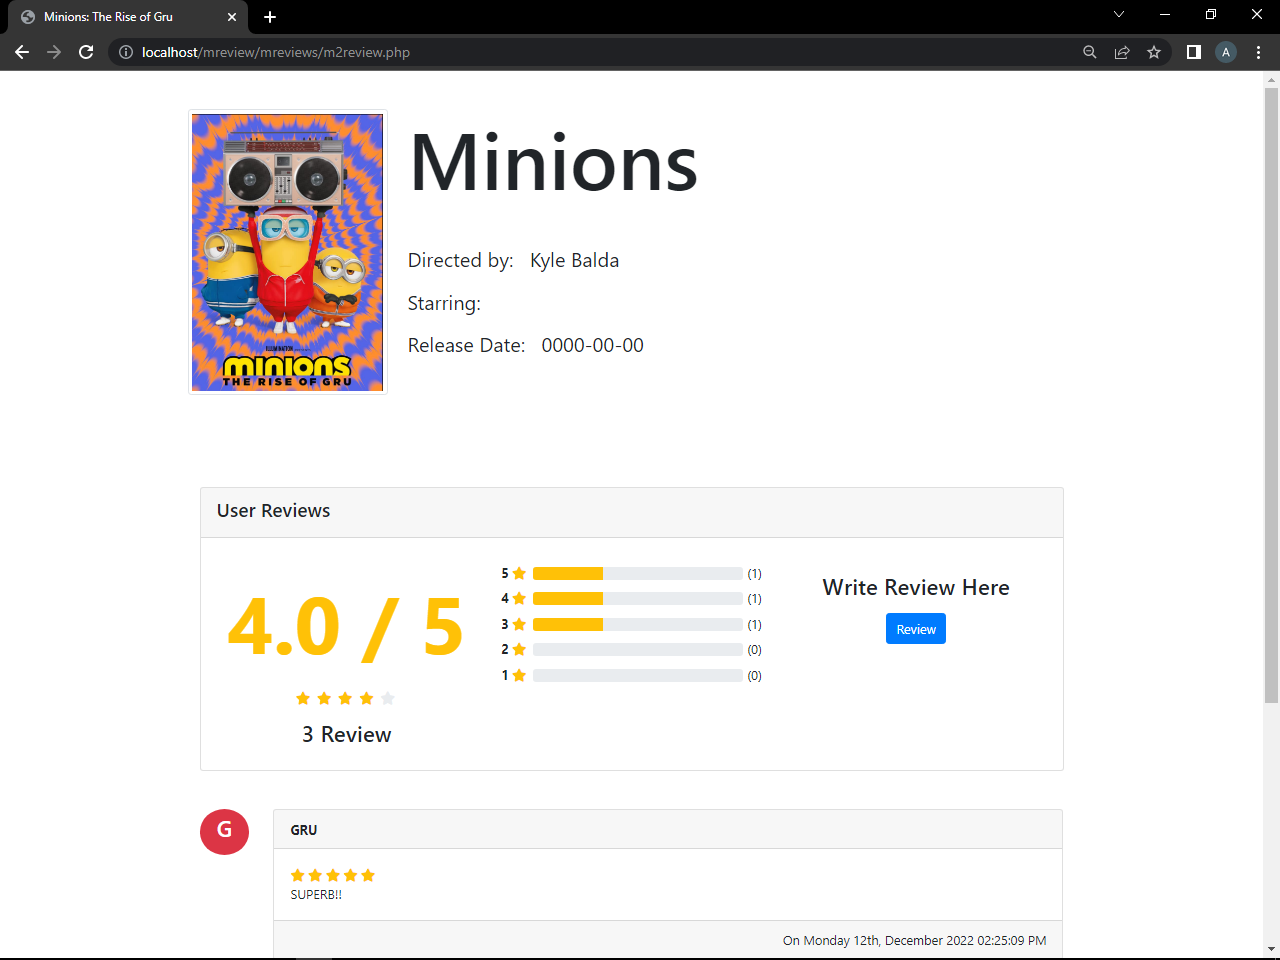 Minions: The Rise of Gru
localhost/mreview/mreviews/m2review.php
A
minions
THE RISE OF GRU
Minions
Directed by: Kyle Balda
Starring:
Release Date: 0000-00-00
User Reviews
4.0 / 5
3 Review
5 (1)
4 (1)
3 (1)
2 (0)
1 (0)
Write Review Here
Review
G
GRU
SUPERB!!
On Monday 12th, December 2022 02:25:09 PM